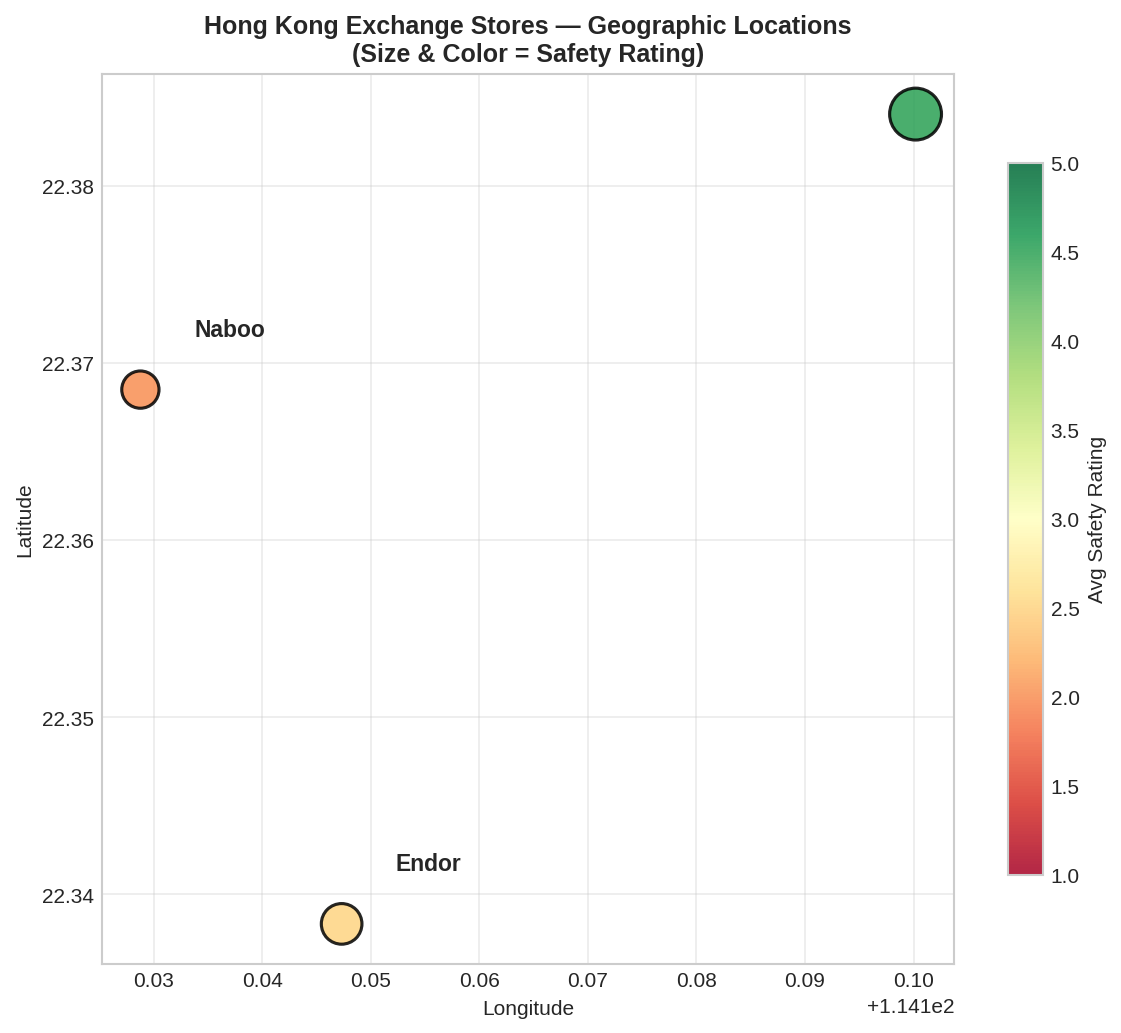 Hong Kong Exchange Stores — Geographic Locations
(Size & Color = Safety Rating)
Latitude
22.38
22.37
22.36
22.35
22.34
Naboo
Endor
0.03 0.04 0.05 0.06 0.07 0.08 0.09 0.10
Longitude
+1.141e2
5.0
4.5
4.0
3.5
3.0
2.5
2.0
1.5
1.0
Avg Safety Rating